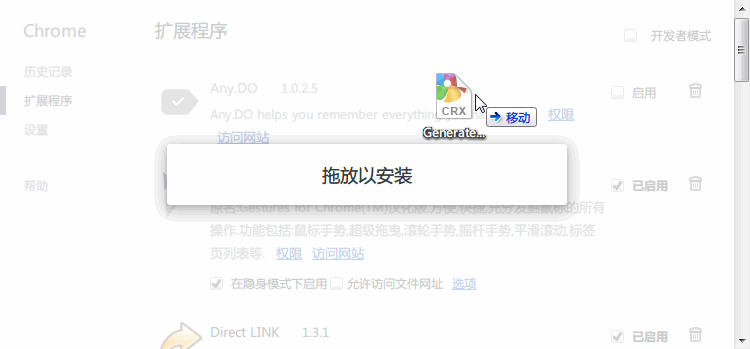 Chrome
扩展程序
开发者模式
历史记录
扩展程序
设置
帮助
Any.DO 1.0.2.5
启用
Any.DO helps you remember everything
权限
访问网站
CRX
Generate...
移动
拖放以安装
已启用
原名:Gestures for Chrome(TM)汉化版.方便,快捷,充分发掘鼠标的所有
操作.功能包括:鼠标手势,超级拖曳,滚轮手势,摇杆手势,平滑滚动,标签
页列表等. 权限 访问网站
在隐身模式下启用 允许访问文件网址 选项
Direct LINK 1.3.1
已启用